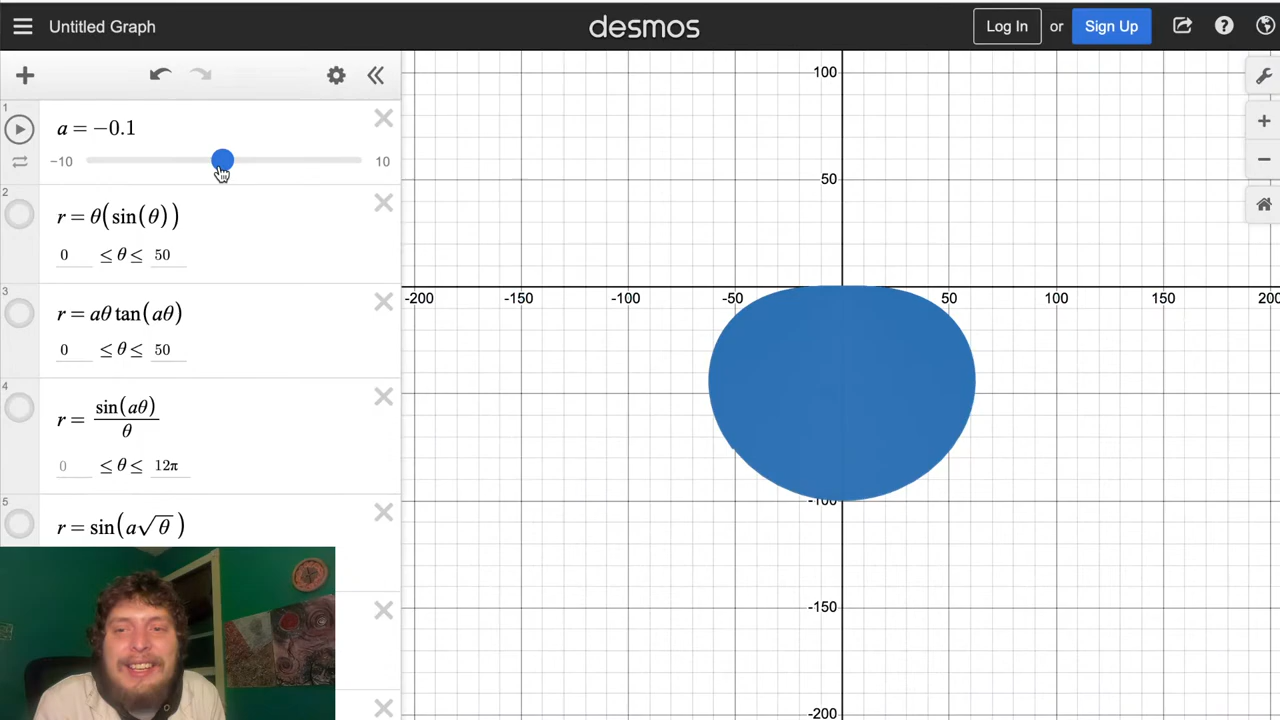 Untitled Graph
desmos
Log In
or
Sign Up
1
a = −0.1
−10
10
2
r = θ(sin(θ))
0 ≤ θ ≤ 50
3
r = aθ tan(aθ)
0 ≤ θ ≤ 50
4
r = sin(aθ)/θ
0 ≤ θ ≤ 12π
5
r = sin(a√θ)
100
50
-200 -150 -100 -50 50 100 150 200
-100
-150
-200